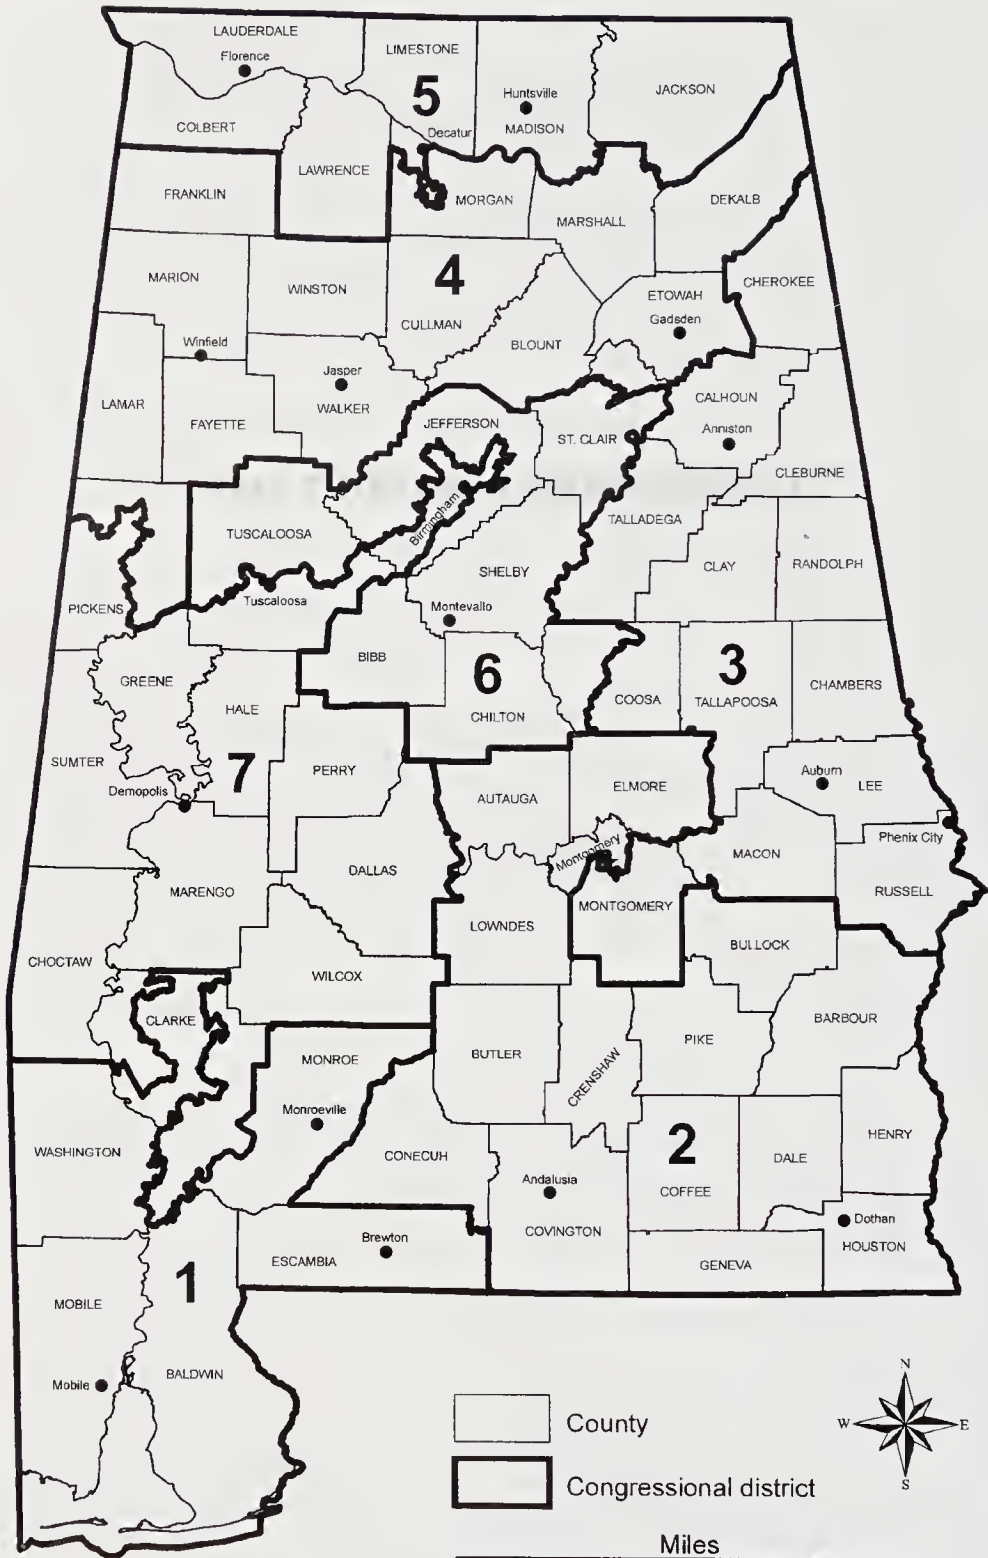 LAUDERDALE
Florence
LIMESTONE
5
Huntsville
MADISON
JACKSON
COLBERT
Decatur
LAWRENCE
FRANKLIN
MORGAN
MARSHALL
DEKALB
MARION
WINSTON
4
CULLMAN
ETOWAH
Gadsden
CHEROKEE
BLOUNT
Winfield
Jasper
WALKER
LAMAR
FAYETTE
JEFFERSON
ST. CLAIR
CALHOUN
Anniston
CLEBURNE
Birmingham
TUSCALOOSA
TALLADEGA
CLAY
RANDOLPH
SHELBY
Tuscaloosa
PICKENS
Montevallo
BIBB
6
CHILTON
3
COOSA
TALLAPOOSA
CHAMBERS
GREENE
HALE
7
SUMTER
Demopolis
PERRY
AUTAUGA
ELMORE
Auburn
LEE
Phenix City
Montgomery
MACON
DALLAS
MARENGO
RUSSELL
LOWNDES
MONTGOMERY
BULLOCK
CHOCTAW
WILCOX
CLARKE
BARBOUR
PIKE
BUTLER
CRENSHAW
MONROE
Monroeville
WASHINGTON
CONECUH
2
COFFEE
DALE
HENRY
Andalusia
COVINGTON
Dothan
HOUSTON
GENEVA
Brewton
ESCAMBIA
1
MOBILE
Mobile
BALDWIN
N
W
E
S
County
Congressional district
Miles